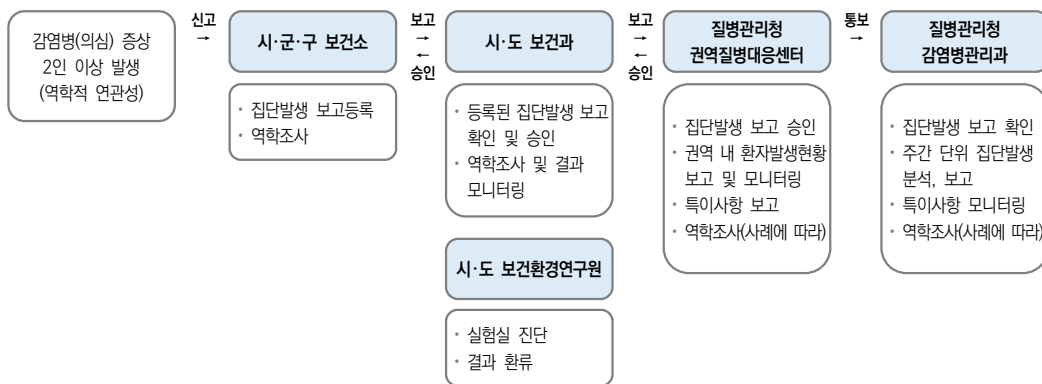 감염병(의심) 증상
2인 이상 발생
(역학적 연관성)
신고
→
시·군·구 보건소
· 집단발생 보고등록
· 역학조사
보고
→
←
승인
시·도 보건과
· 등록된 집단발생 보고
확인 및 승인
· 역학조사 및 결과
모니터링
시·도 보건환경연구원
· 실험실 진단
· 결과 환류
보고
→
←
승인
질병관리청
권역질병대응센터
· 집단발생 보고 승인
· 권역 내 환자발생현황
보고 및 모니터링
· 특이사항 보고
· 역학조사(사례에 따라)
통보
→
질병관리청
감염병관리과
· 집단발생 보고 확인
· 주간 단위 집단발생
분석, 보고
· 특이사항 모니터링
· 역학조사(사례에 따라)